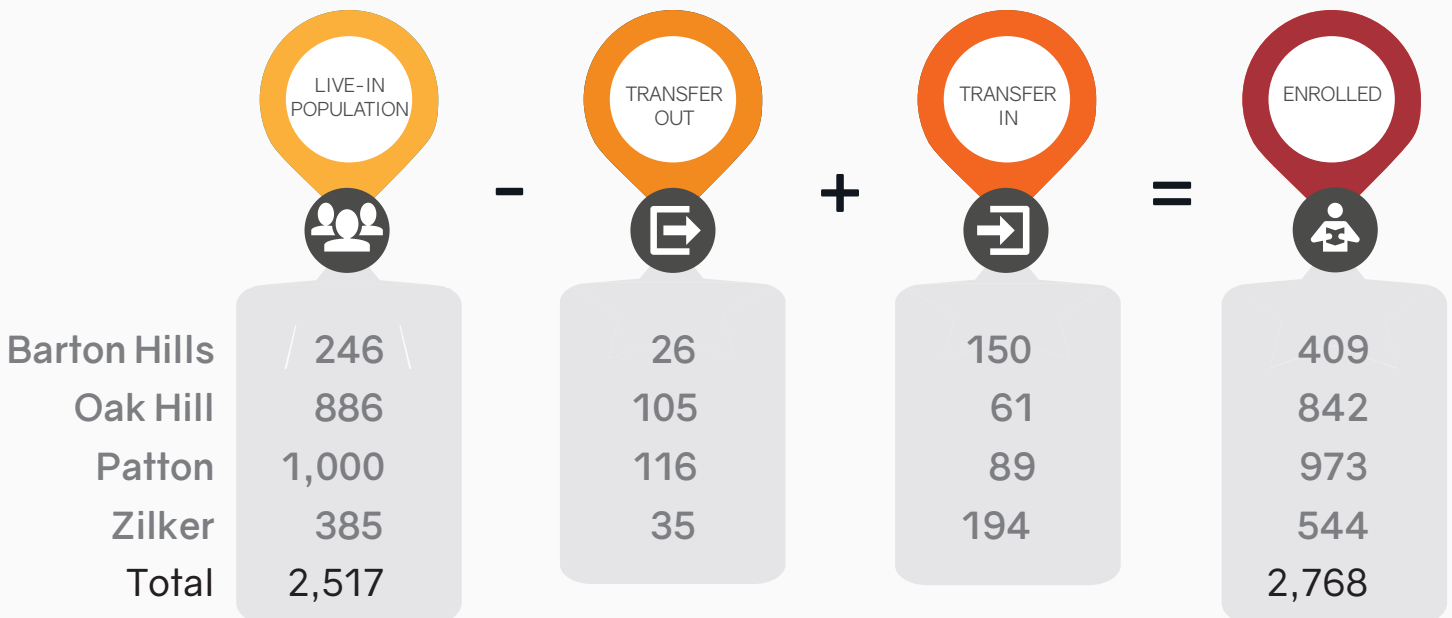 LIVE-IN
POPULATION
TRANSFER
OUT
TRANSFER
IN
ENROLLED
- + =
Barton Hills 246 26 150 409
Oak Hill 886 105 61 842
Patton 1,000 116 89 973
Zilker 385 35 194 544
Total 2,517 2,768